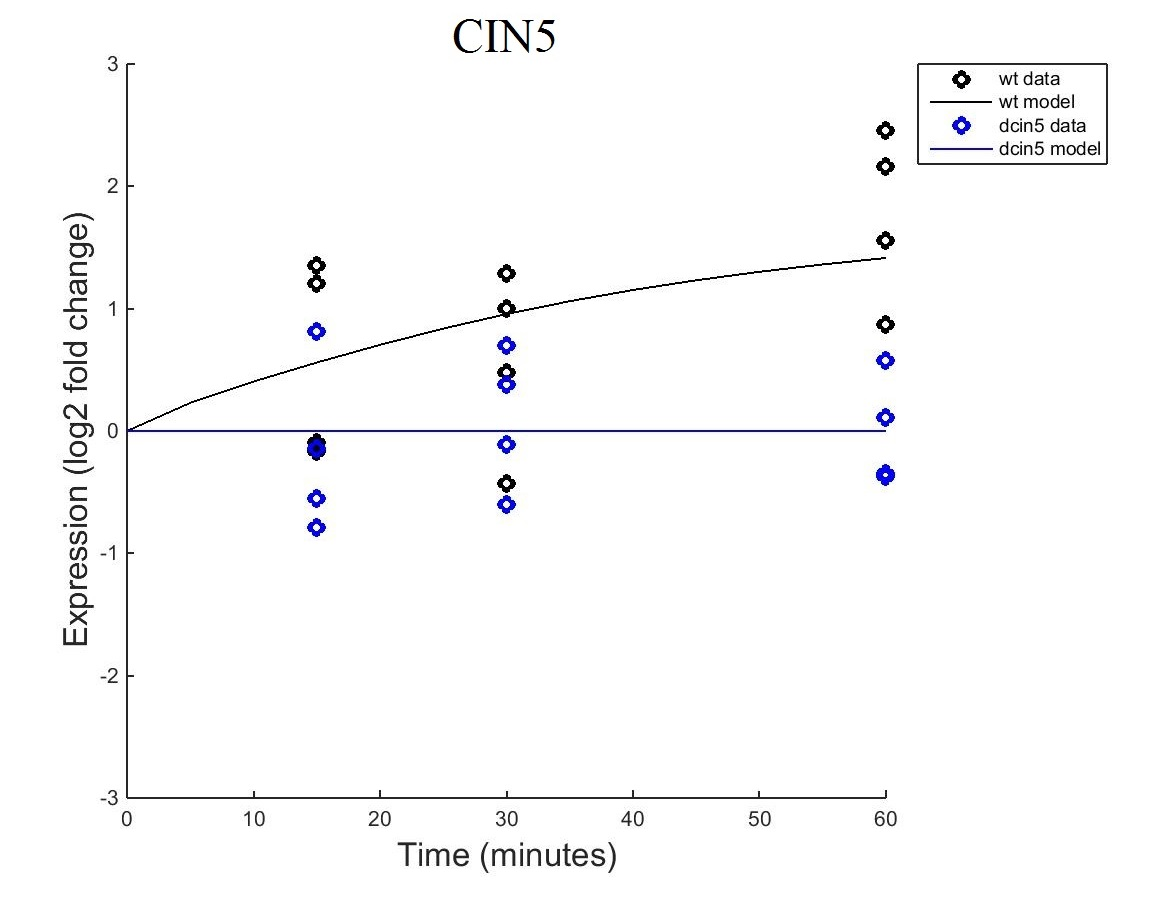 CIN5
3
2
1
0
-1
-2
-3
Expression (log2 fold change)
0 10 20 30 40 50 60
Time (minutes)
wt data
wt model
dcin5 data
dcin5 model